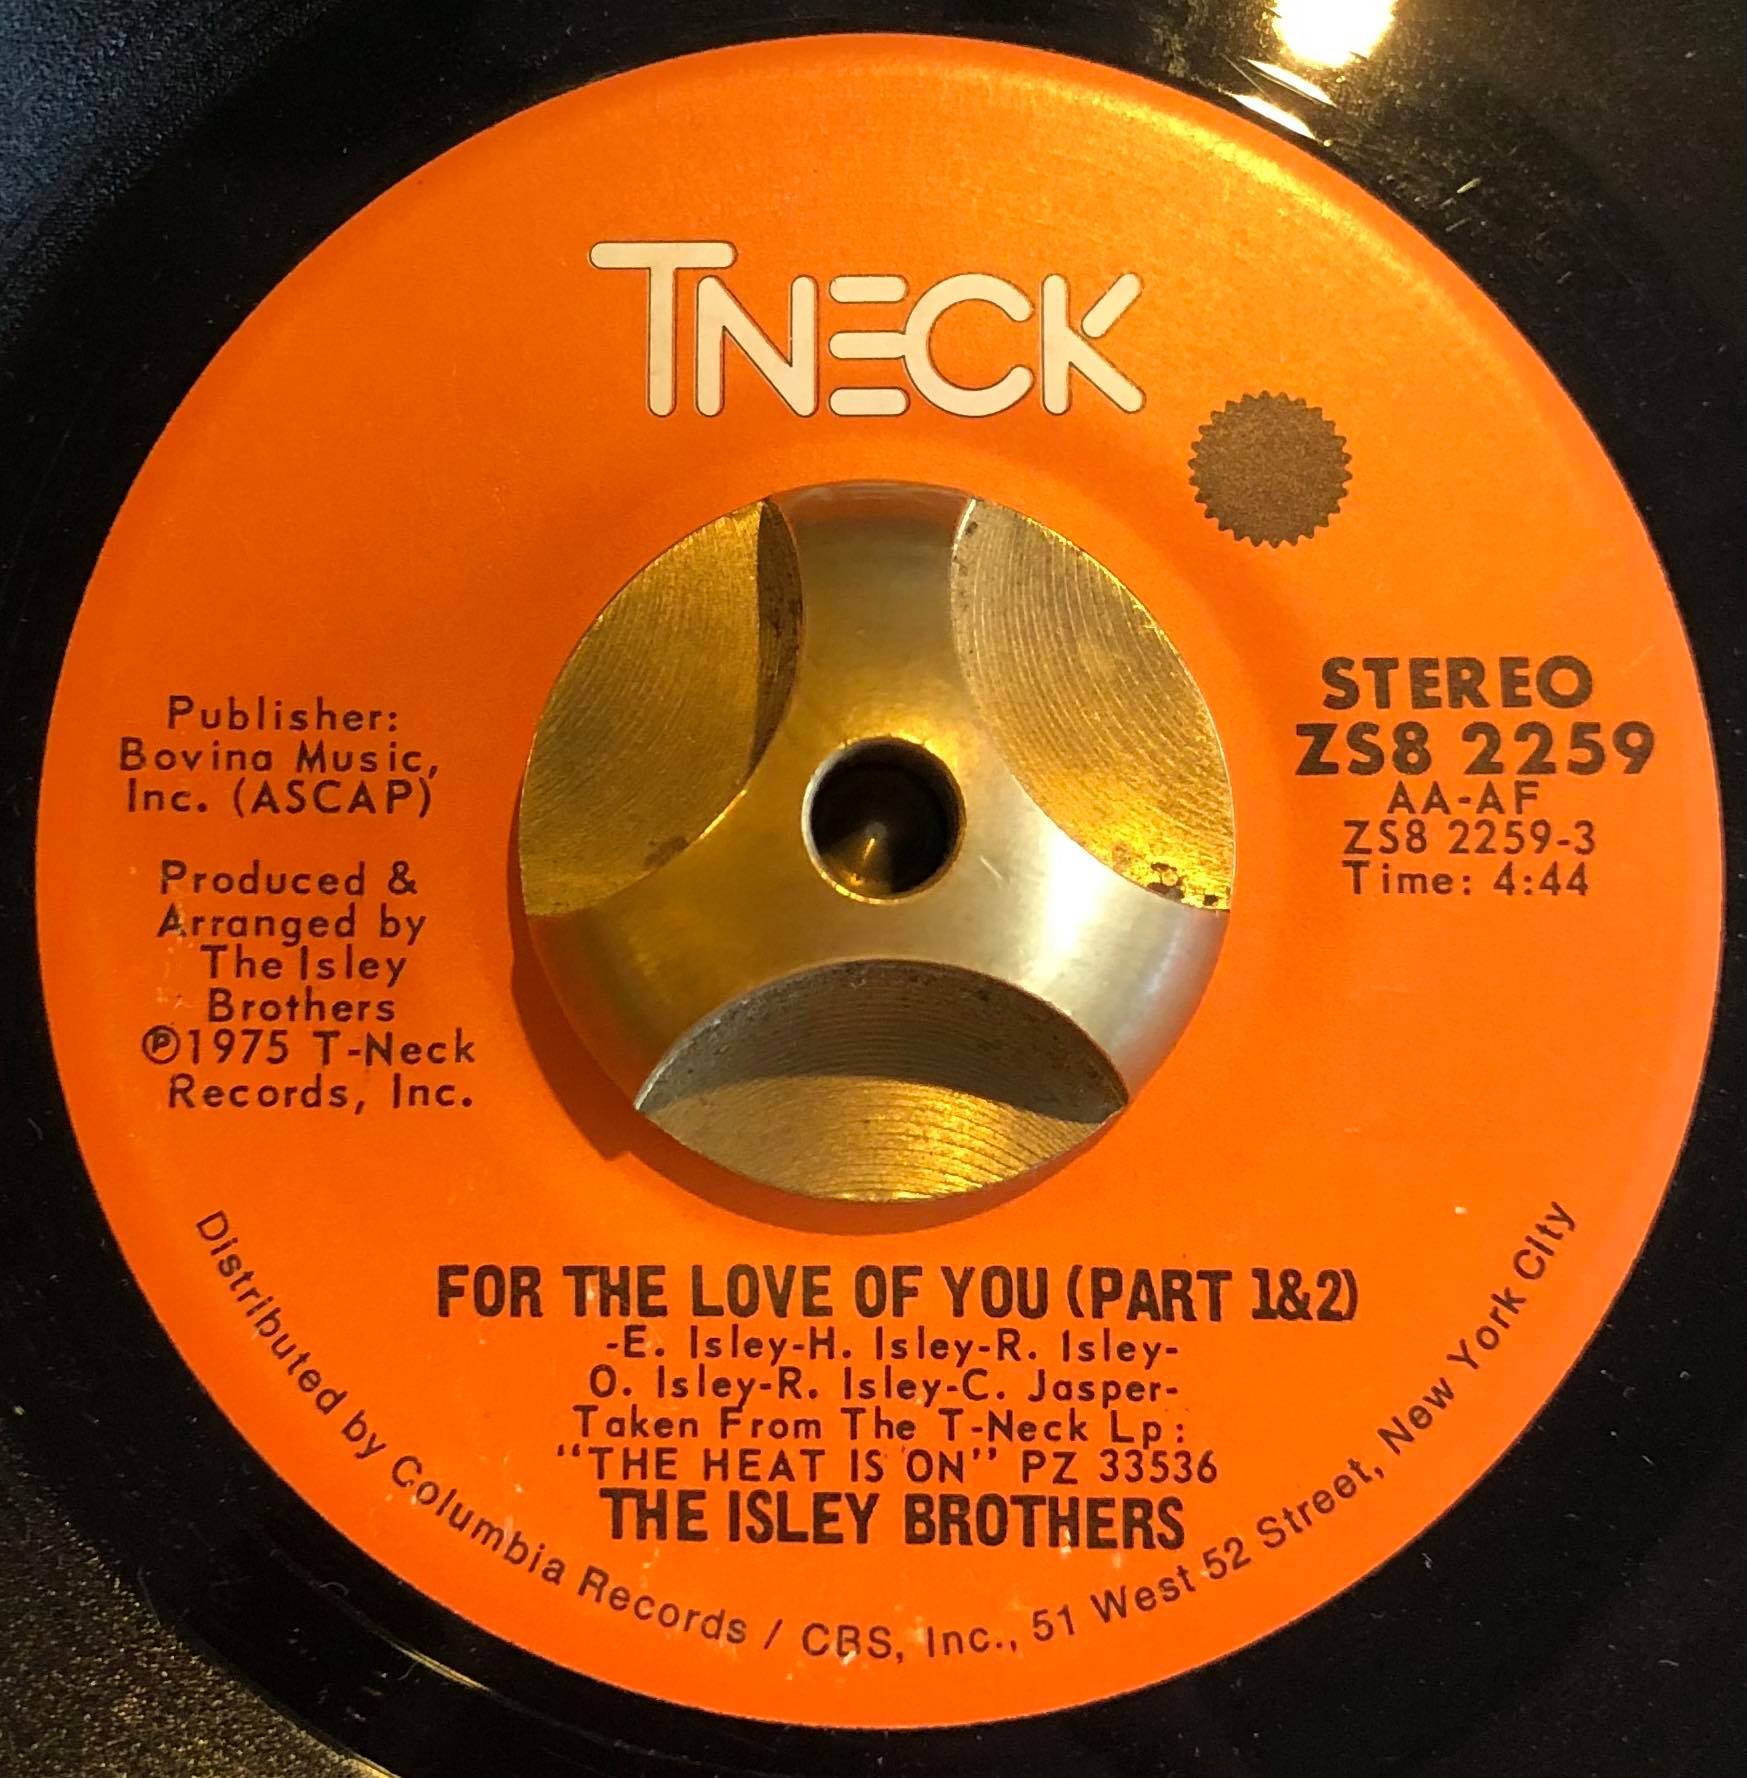 TNECK
Publisher:
Bovina Music,
Inc. (ASCAP)
Produced &
Arranged by
The Isley
Brothers
℗1975 T-Neck
Records, Inc.
STEREO
ZS8 2259
AA-AF
ZS8 2259-3
Time: 4:44
FOR THE LOVE OF YOU (PART 1&2)
-E. Isley-H. Isley-R. Isley-
O. Isley-R. Isley-C. Jasper-
Taken From The T-Neck Lp:
"THE HEAT IS ON" PZ 33536
THE ISLEY BROTHERS
Distributed by Columbia Records / CBS, Inc., 51 West 52 Street, New York City